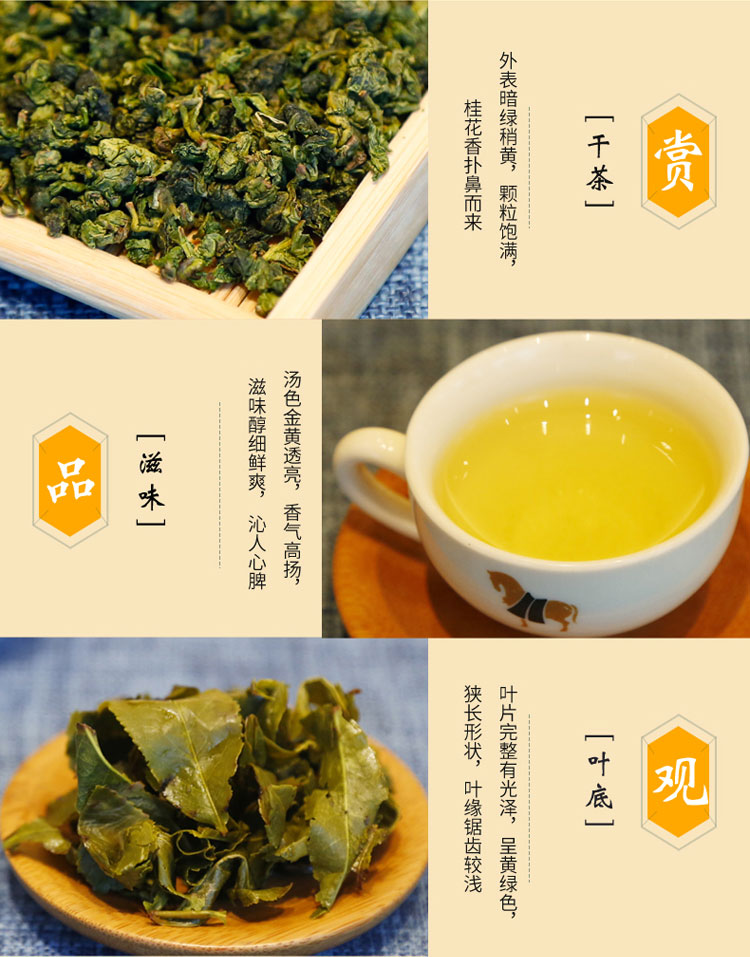 赏
[干茶]
外表暗绿稍黄，颗粒饱满，
桂花香扑鼻而来
品
[滋味]
汤色金黄透亮，香气高扬，
滋味醇细鲜爽，沁人心脾
观
[叶底]
叶片完整有光泽，呈黄绿色，
狭长形状，叶缘锯齿较浅